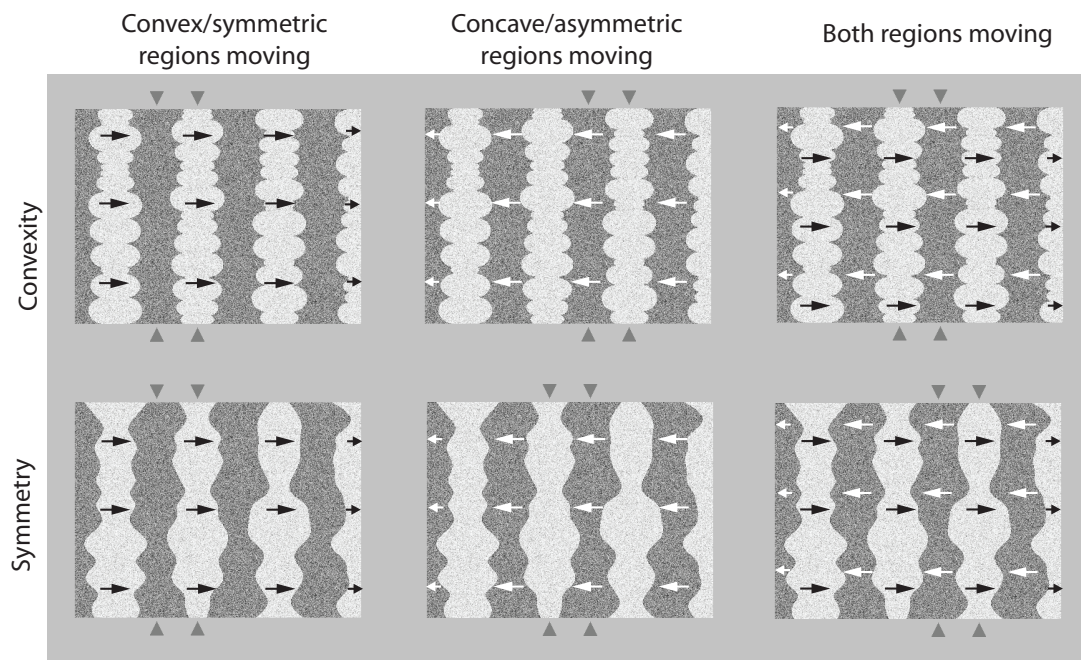 Convex/symmetric
regions moving
Concave/asymmetric
regions moving
Both regions moving
Convexity
Symmetry